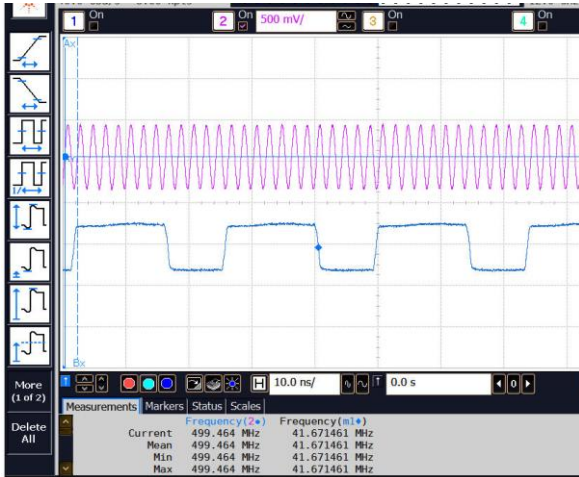 1 On 2 On 500 mV/ 3 On 4 On
Ax
Ay
Bx
H 10.0 ns/ T 0.0 s 0
More
(1 of 2)
Delete
All
Measurements Markers Status Scales
Frequency(2) Frequency(m1)
Current 499.464 MHz 41.671461 MHz
Mean 499.464 MHz 41.671461 MHz
Min 499.464 MHz 41.671461 MHz
Max 499.464 MHz 41.671461 MHz